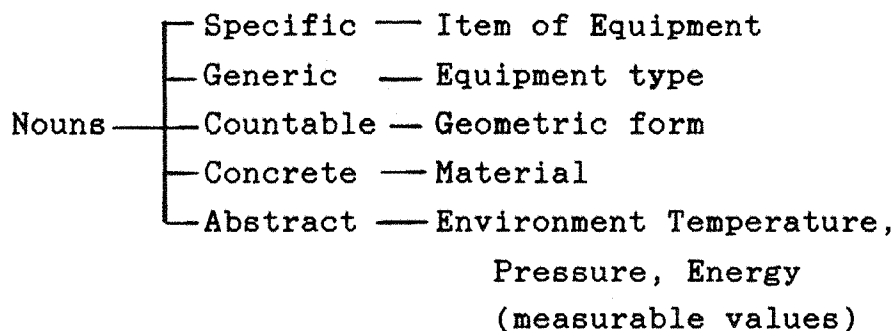 Specific Item of Equipment
Generic Equipment type
Nouns Countable Geometric form
Concrete Material
Abstract Environment Temperature,
Pressure, Energy
(measurable values)